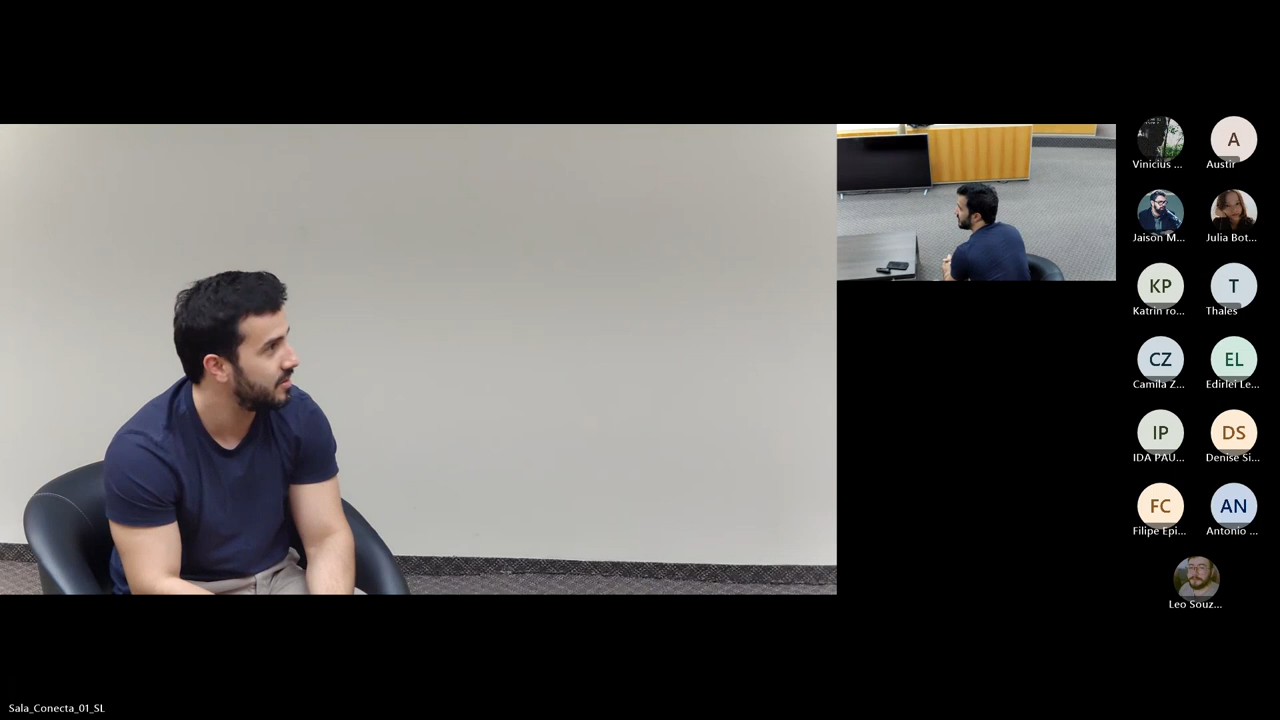 Vinicius ...
A
Austir
Jaison M...
Julia Bot...
KP
Katrin ro...
T
Thales
CZ
Camila Z...
EL
Edirlei Le...
IP
IDA PAU...
DS
Denise Si...
FC
Filipe Epi...
AN
Antonio ...
Leo Souz...
Sala_Conecta_01_SL